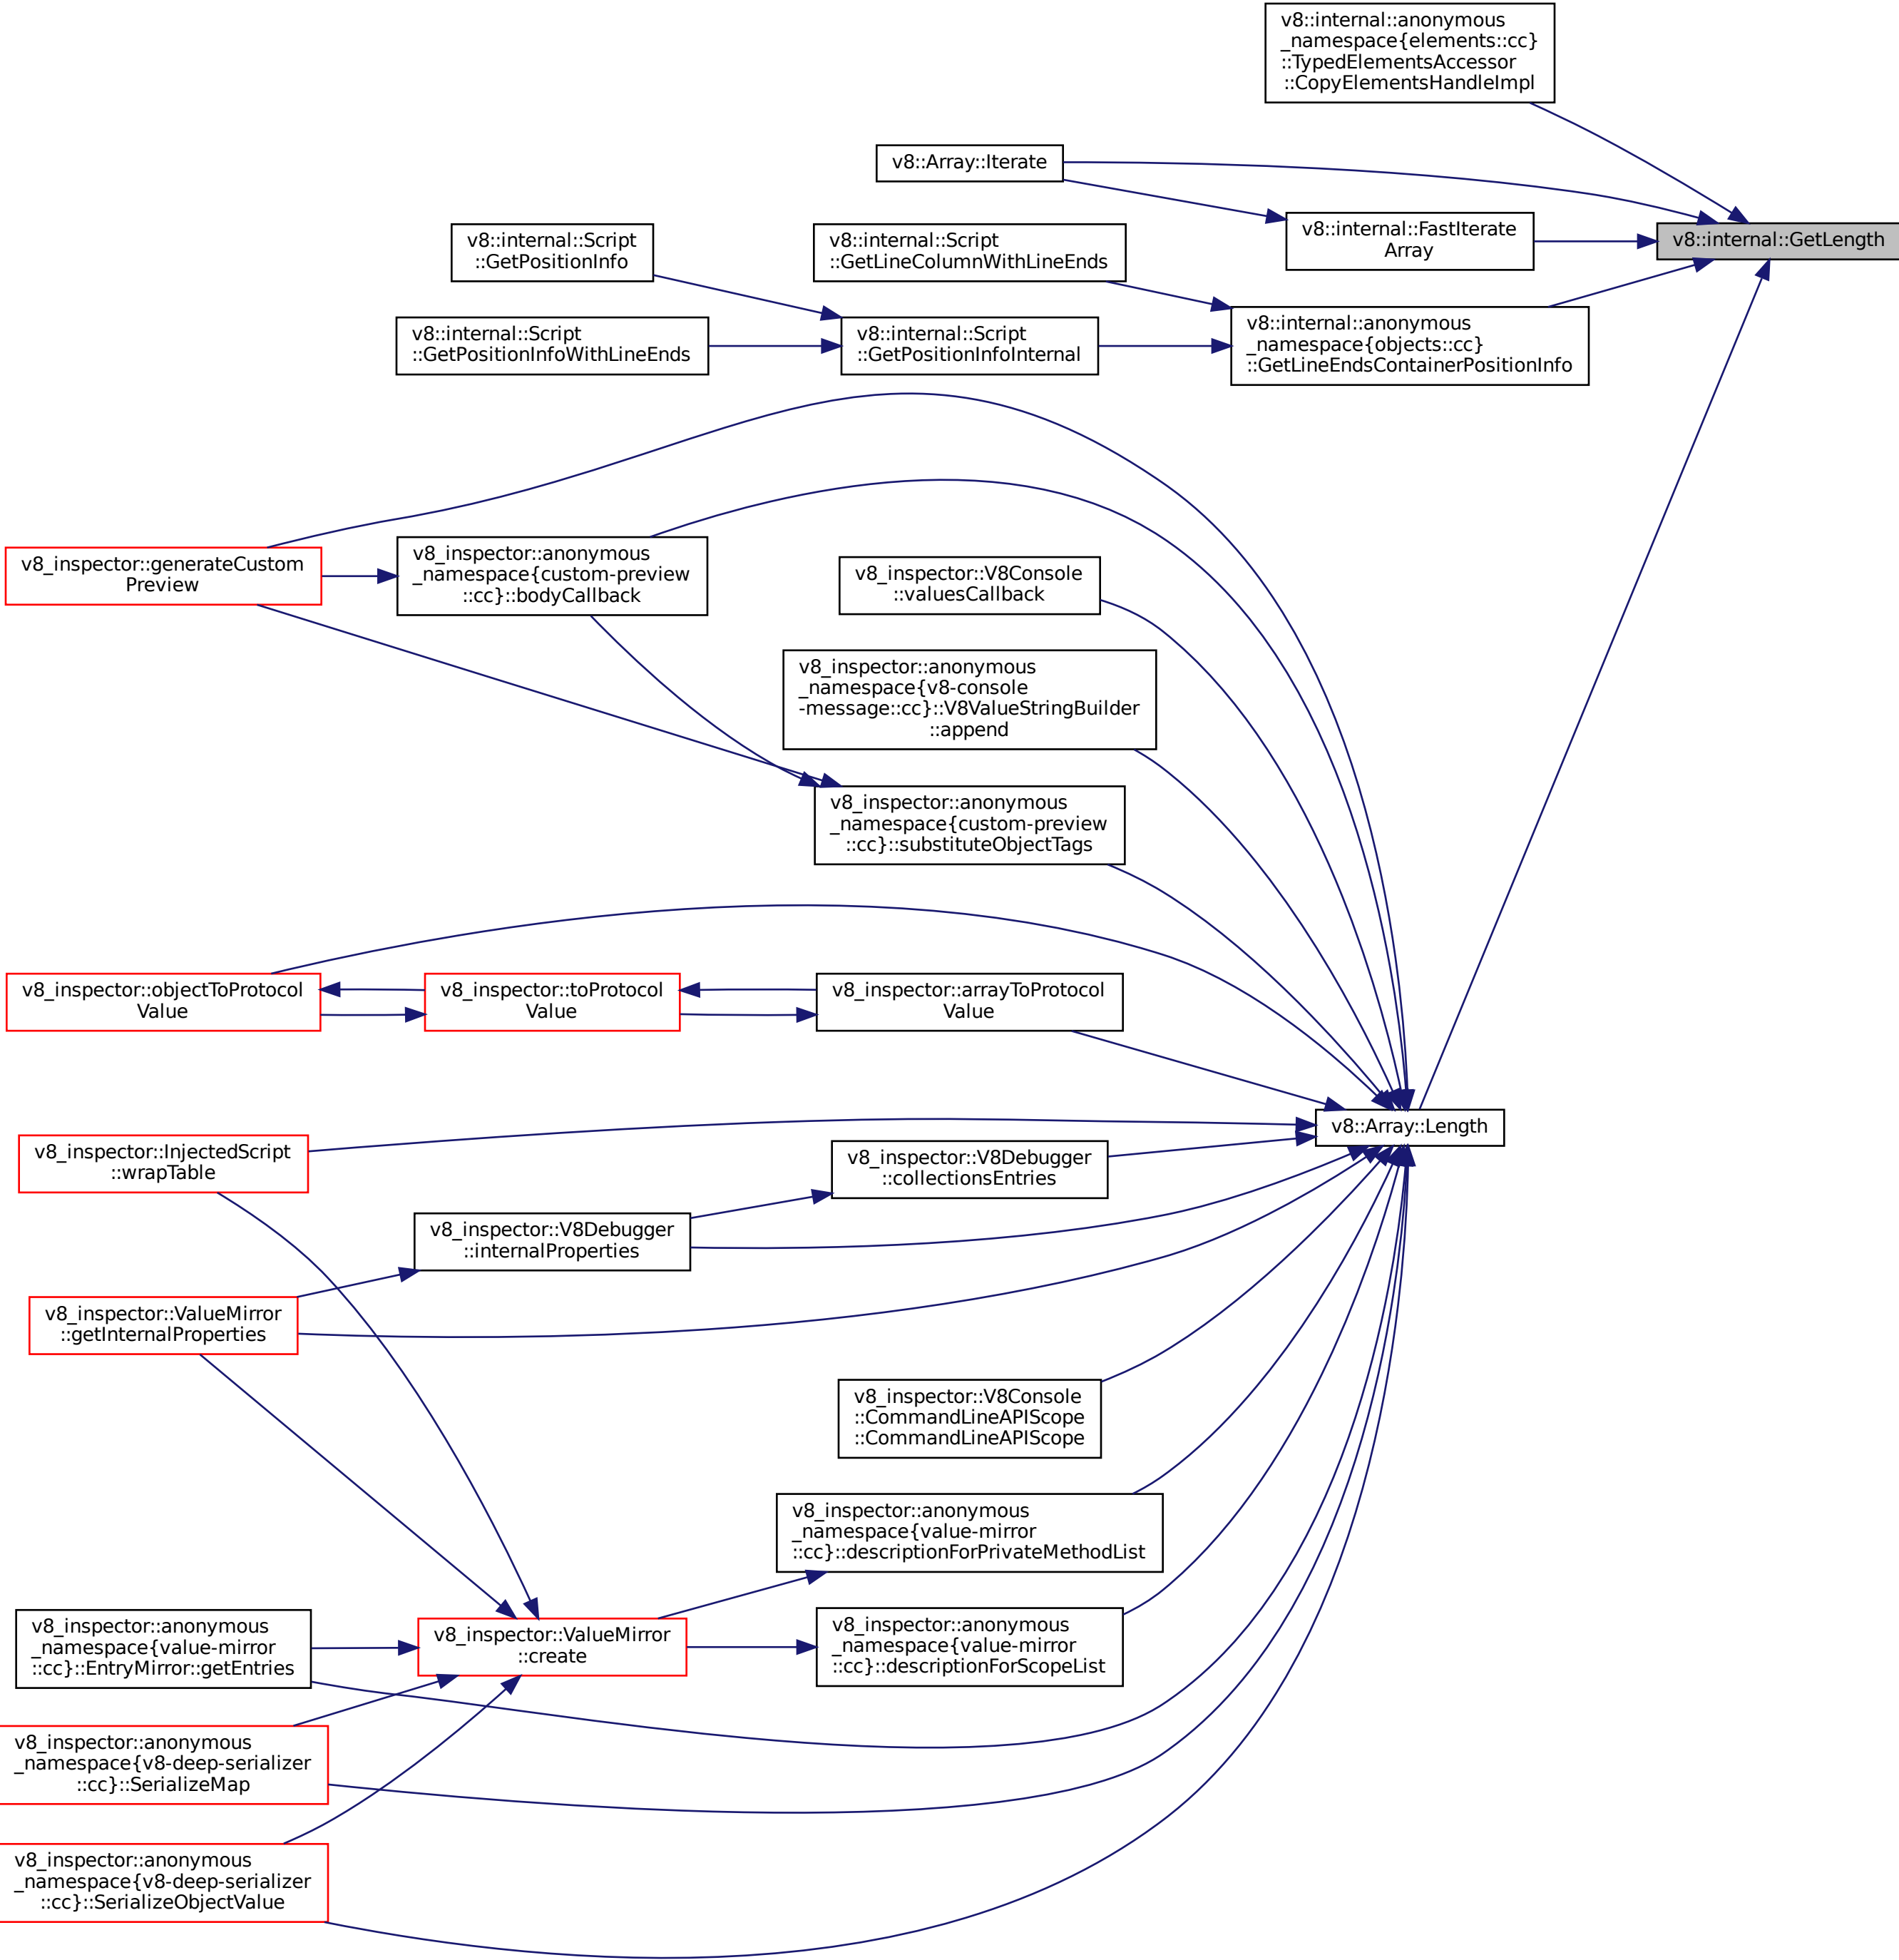 v8::internal::anonymous
_namespace{elements::cc}
::TypedElementsAccessor
::CopyElementsHandleImpl
v8::Array::Iterate
v8::internal::FastIterate
Array
v8::internal::GetLength
v8::internal::Script
::GetPositionInfo
v8::internal::Script
::GetLineColumnWithLineEnds
v8::internal::Script
::GetPositionInfoWithLineEnds
v8::internal::Script
::GetPositionInfoInternal
v8::internal::anonymous
_namespace{objects::cc}
::GetLineEndsContainerPositionInfo
v8_inspector::generateCustom
Preview
v8_inspector::anonymous
_namespace{custom-preview
::cc}::bodyCallback
v8_inspector::V8Console
::valuesCallback
v8_inspector::anonymous
_namespace{v8-console
-message::cc}::V8ValueStringBuilder
::append
v8_inspector::anonymous
_namespace{custom-preview
::cc}::substituteObjectTags
v8_inspector::objectToProtocol
Value
v8_inspector::toProtocol
Value
v8_inspector::arrayToProtocol
Value
v8::Array::Length
v8_inspector::InjectedScript
::wrapTable
v8_inspector::V8Debugger
::collectionsEntries
v8_inspector::V8Debugger
::internalProperties
v8_inspector::ValueMirror
::getInternalProperties
v8_inspector::V8Console
::CommandLineAPIScope
::CommandLineAPIScope
v8_inspector::anonymous
_namespace{value-mirror
::cc}::descriptionForPrivateMethodList
v8_inspector::anonymous
_namespace{value-mirror
::cc}::EntryMirror::getEntries
v8_inspector::ValueMirror
::create
v8_inspector::anonymous
_namespace{value-mirror
::cc}::descriptionForScopeList
v8_inspector::anonymous
_namespace{v8-deep-serializer
::cc}::SerializeMap
v8_inspector::anonymous
_namespace{v8-deep-serializer
::cc}::SerializeObjectValue